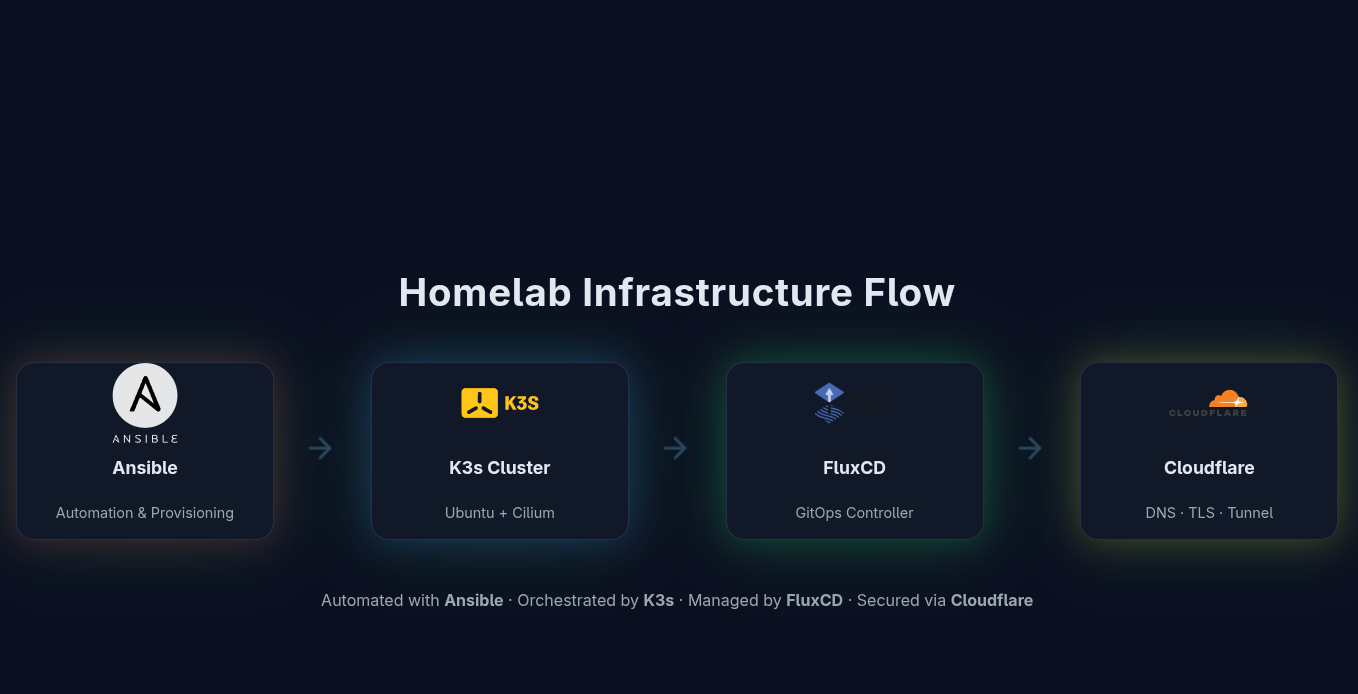 Homelab Infrastructure Flow
ANSIBLE
Ansible
Automation & Provisioning
K3S
K3s Cluster
Ubuntu + Cilium
flux
FluxCD
GitOps Controller
CLOUDFLARE
Cloudflare
DNS · TLS · Tunnel
Automated with Ansible · Orchestrated by K3s · Managed by FluxCD · Secured via Cloudflare